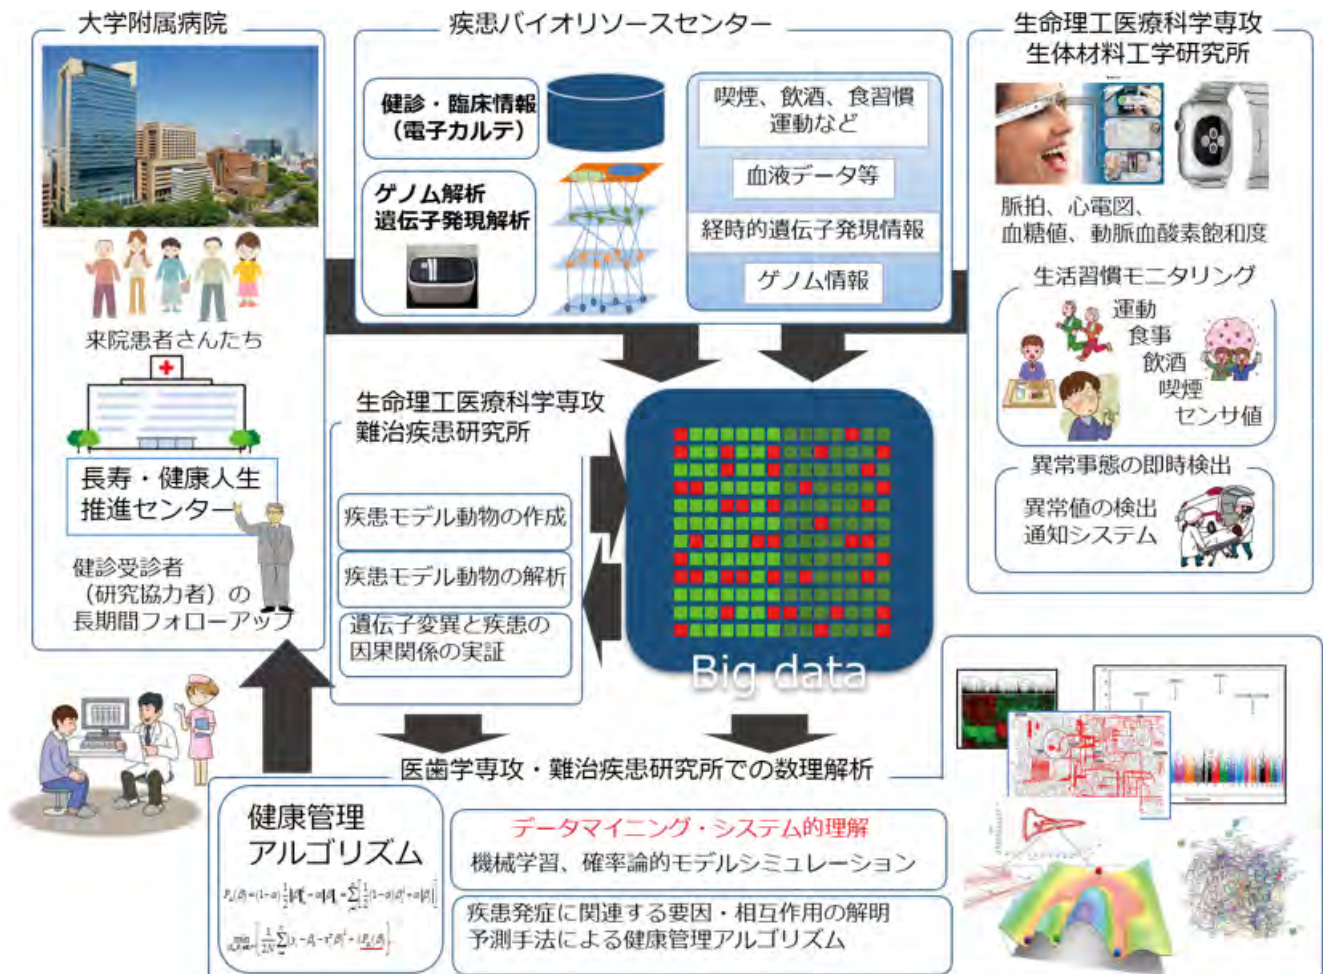 大学附属病院
来院患者さんたち
長寿・健康人生
推進センター
健診受診者
（研究協力者）の
長期間フォローアップ
疾患バイオリソースセンター
健診・臨床情報
（電子カルテ）
ゲノム解析
遺伝子発現解析
喫煙、飲酒、食習慣
運動など
血液データ等
経時的遺伝子発現情報
ゲノム情報
生命理工医療科学専攻
生体材料工学研究所
脈拍、心電図、
血糖値、動脈血酸素飽和度
生活習慣モニタリング
運動
食事
飲酒
喫煙
センサ値
異常事態の即時検出
異常値の検出
通知システム
生命理工医療科学専攻
難治疾患研究所
疾患モデル動物の作成
疾患モデル動物の解析
遺伝子変異と疾患の
因果関係の実証
Big data
医歯学専攻・難治疾患研究所での数理解析
健康管理
アルゴリズム
データマイニング・システム的理解
機械学習、確率論的モデルシミュレーション
疾患発症に関連する要因・相互作用の解明
予測手法による健康管理アルゴリズム